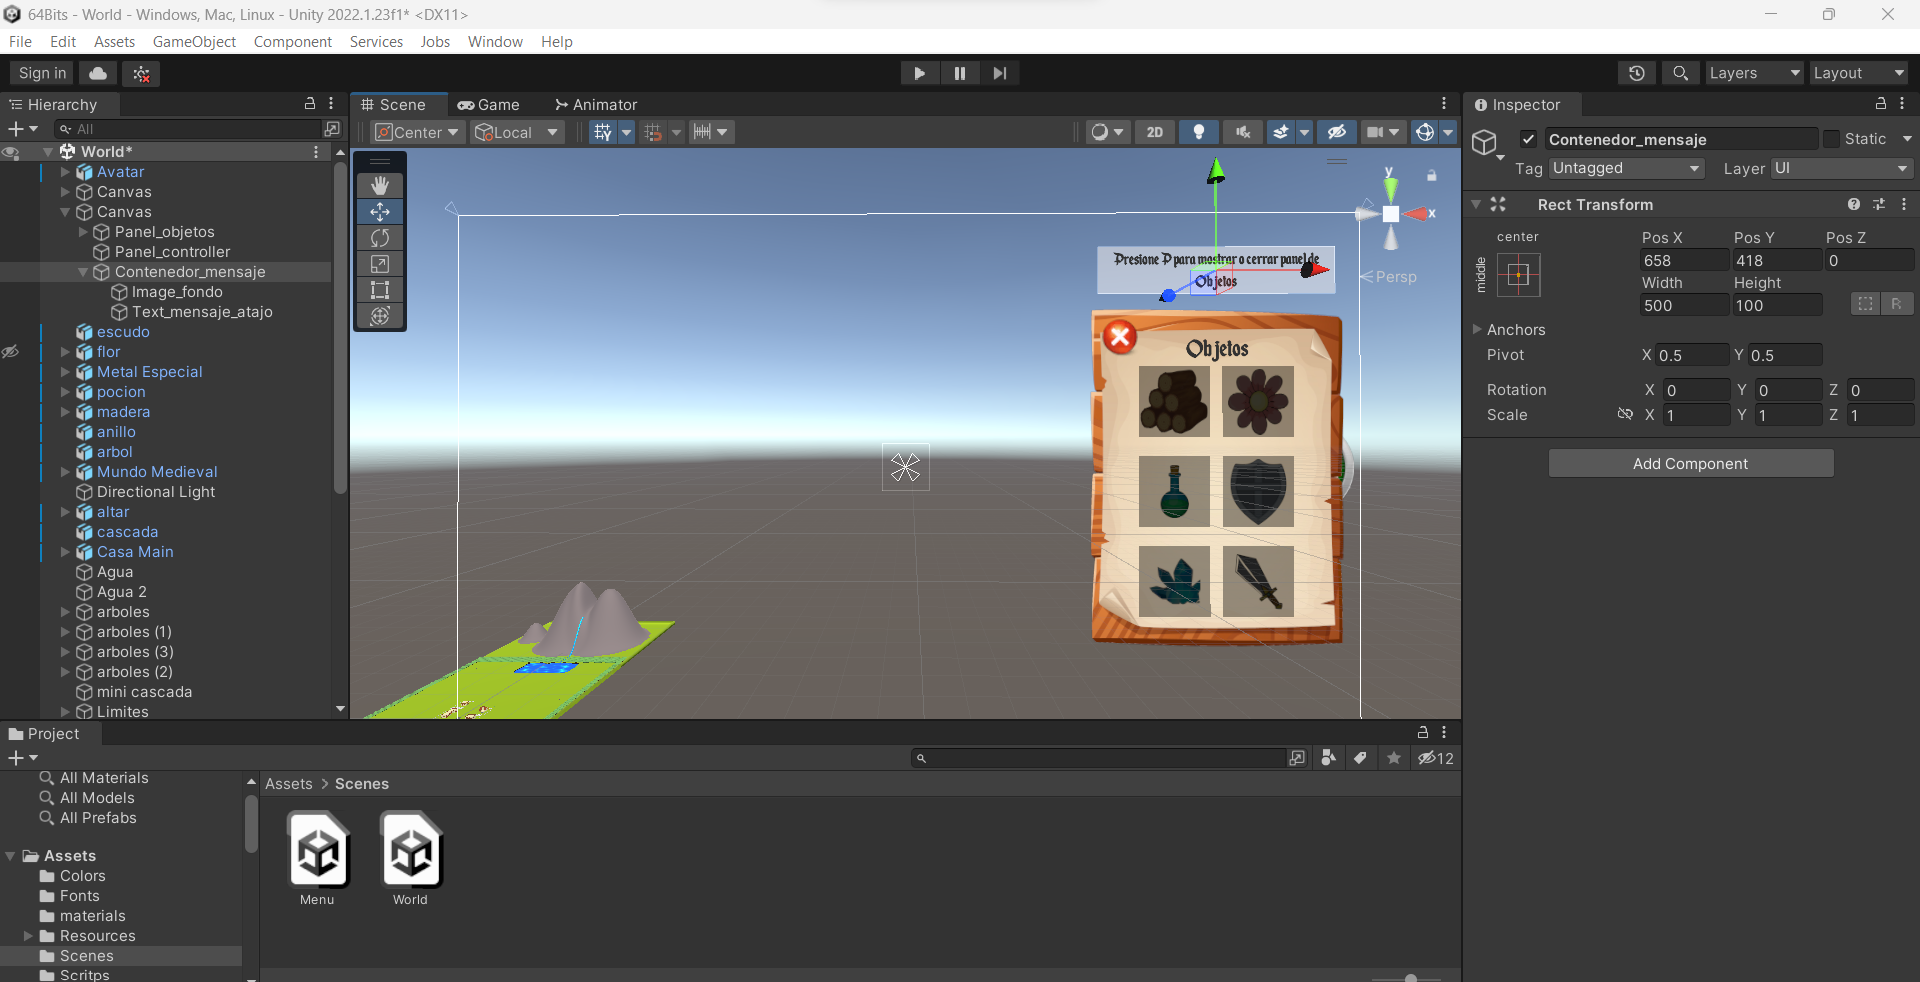 64Bits - World - Windows, Mac, Linux - Unity 2022.1.23f1* <DX11>
File Edit Assets GameObject Component Services Jobs Window Help
Sign in
Layers Layout
Hierarchy
All
World*
Avatar
Canvas
Canvas
Panel_objetos
Panel_controller
Contenedor_mensaje
Image_fondo
Text_mensaje_atajo
escudo
flor
Metal Especial
pocion
madera
anillo
arbol
Mundo Medieval
Directional Light
altar
cascada
Casa Main
Agua
Agua 2
arboles
arboles (1)
arboles (3)
arboles (2)
mini cascada
Limites
Scene Game Animator
Center Local 2D
y
x
Persp
Presione P para mostrar o cerrar panel de
Objetos
Objetos
Inspector
Contenedor_mensaje Static
Tag Untagged Layer UI
Rect Transform
center
middle
Pos X Pos Y Pos Z
658 418 0
Width Height
500 100
R
Anchors
Pivot X 0.5 Y 0.5
Rotation X 0 Y 0 Z 0
Scale X 1 Y 1 Z 1
Add Component
Project
12
All Materials
All Models
All Prefabs
Assets
Colors
Fonts
materials
Resources
Scenes
Scritps
Assets > Scenes
Menu World